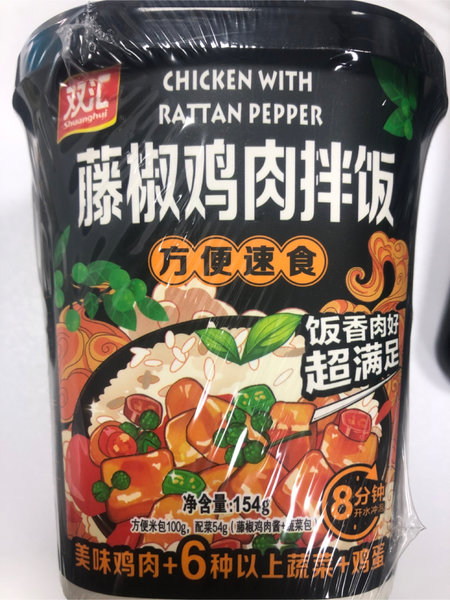 双汇
Shuanghui
CHICKEN WITH
RATTAN PEPPER
藤椒鸡肉拌饭
方便速食
饭香肉好
超满足
净含量:154g
方便米包100g, 配菜54g(藤椒鸡肉酱+蔬菜包)
8分钟
开水冲泡
美味鸡肉+6种以上蔬菜+鸡蛋